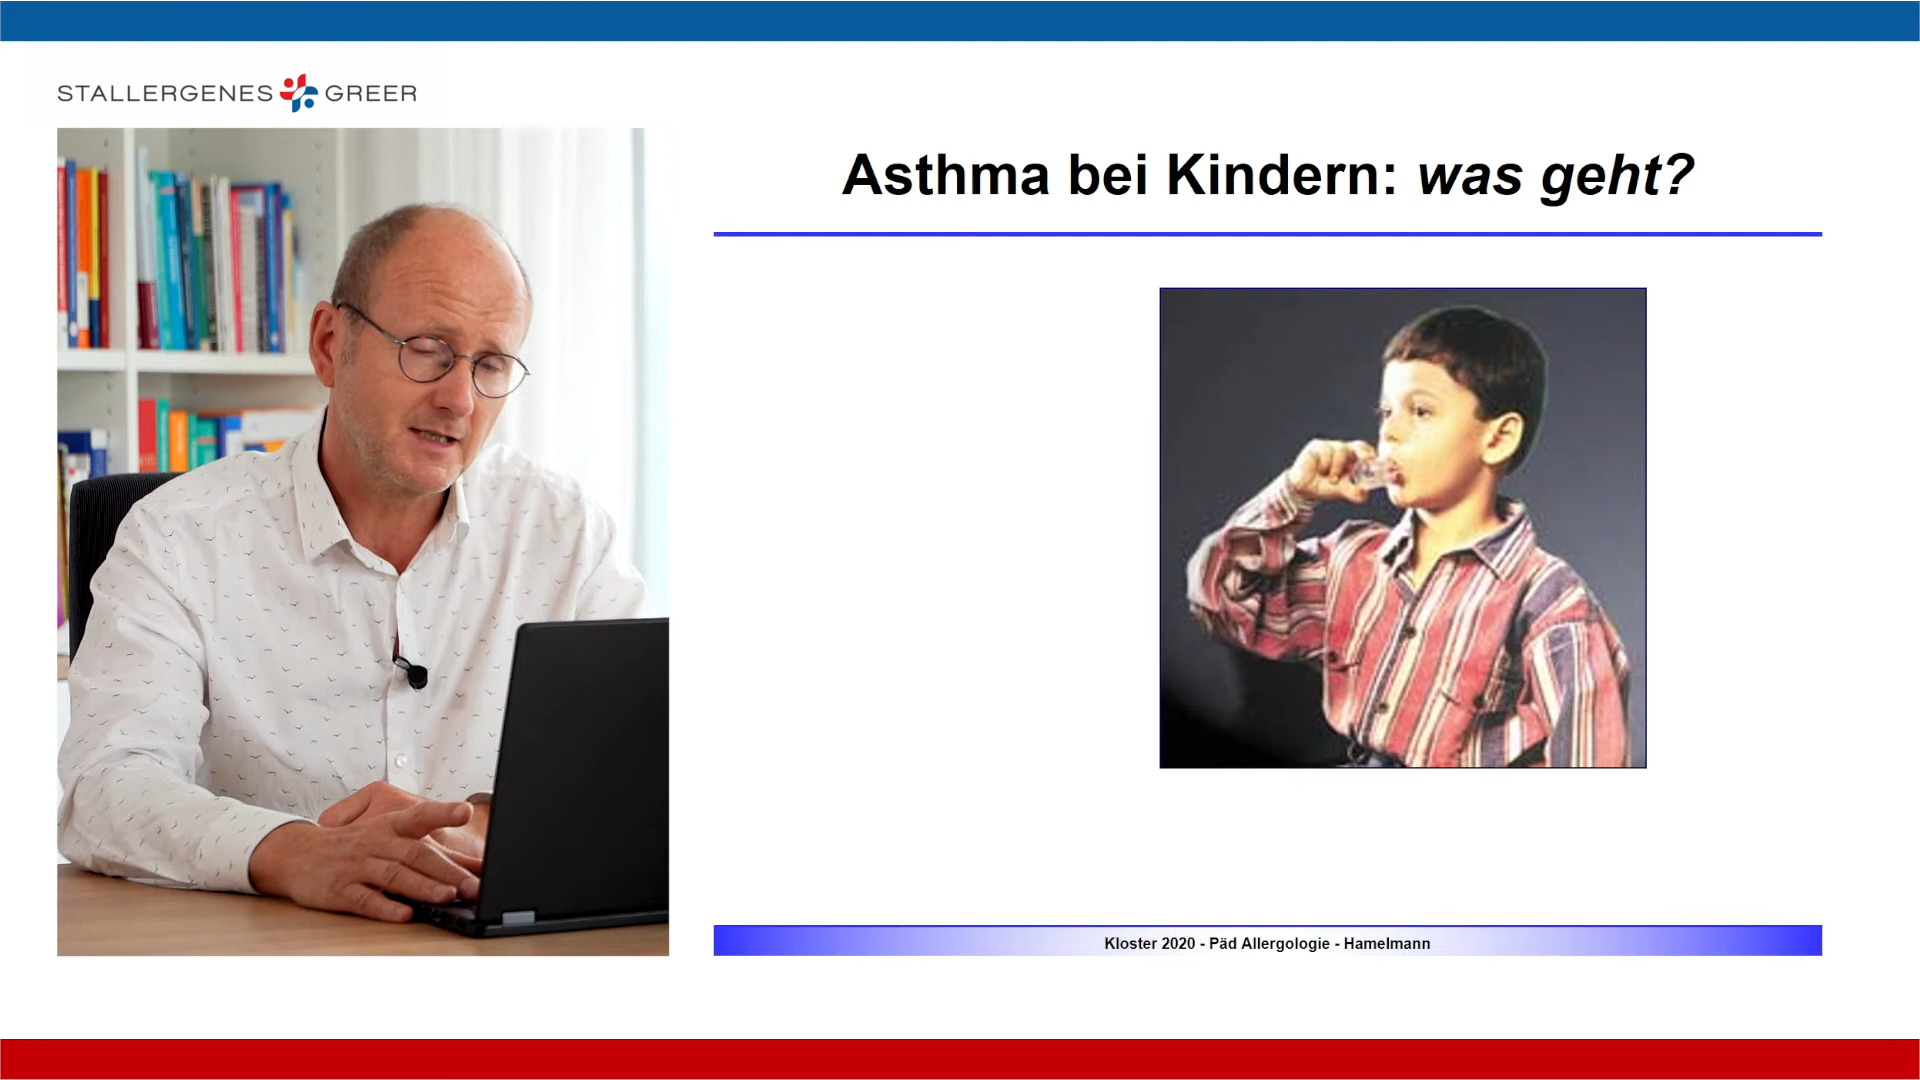 STALLERGENES GREER
Asthma bei Kindern: was geht?
Kloster 2020 - Päd Allergologie - Hamelmann